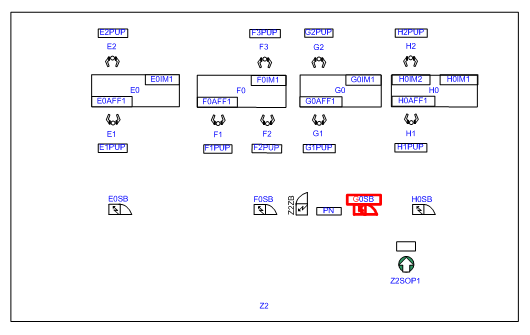 E2PUP F3PUP G2PUP H2PUP
E2 F3 G2 H2
E0IM1 F0IM1 G0IM1 H0IM2 H0IM1
E0 F0 G0 H0
E0AFF1 F0AFF1 G0AFF1 H0AFF1
E1 F1 F2 G1 H1
E1PUP F1PUP F2PUP G1PUP H1PUP
E0SB F0SB Z2ZB G0SB H0SB
PN
Z2SOP1
Z2